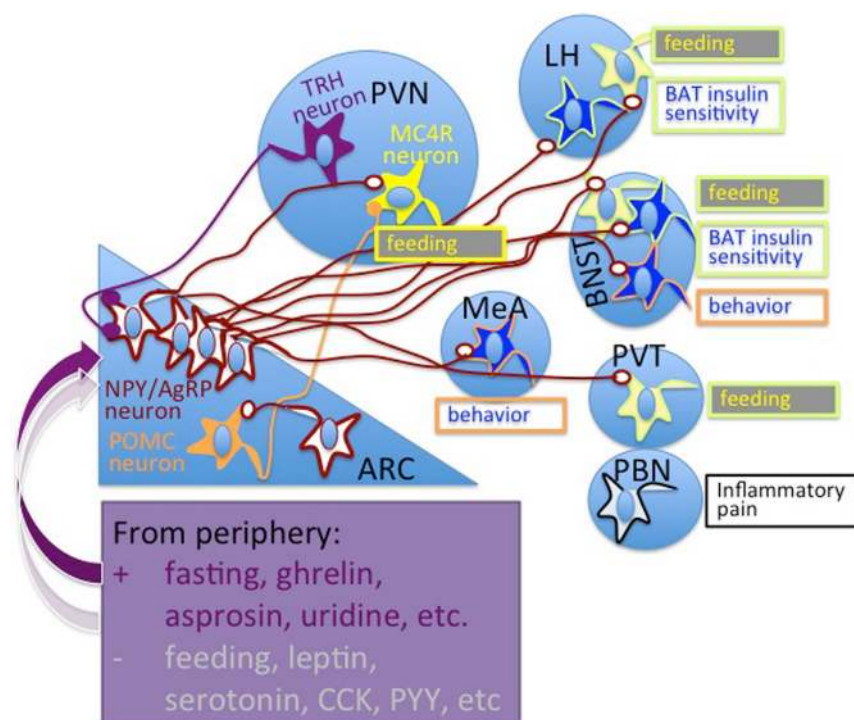 LH
feeding
BAT insulin
sensitivity
TRH
neuron
PVN
MC4R
neuron
feeding
BNST
feeding
BAT insulin
sensitivity
behavior
MeA
behavior
PVT
feeding
NPY/AgRP
neuron
POMC
neuron
ARC
PBN
Inflammatory
pain
From periphery:
+ fasting, ghrelin,
asprosin, uridine, etc.
- feeding, leptin,
serotonin, CCK, PYY, etc